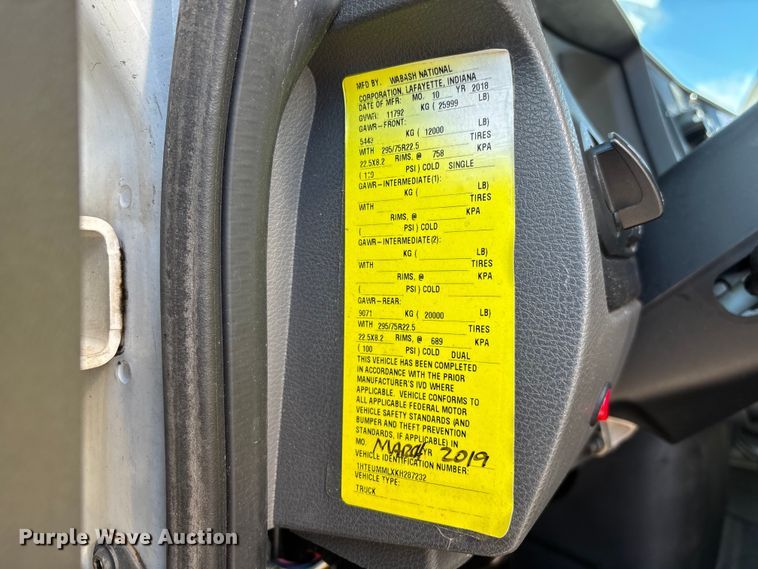 MFD BY. WABASH NATIONAL
CORPORATION, LAFAYETTE, INDIANA
DATE OF MFR: MO. 10 YR 2018
GVWR: 11792 KG ( 25999 LB)
GAWR-FRONT:
5443 KG ( 12000 LB)
WITH 295/75R22.5 TIRES
22.5X8.2 RIMS, @ 758 KPA
( 110 PSI ) COLD SINGLE
GAWR-INTERMEDIATE (1):
KG ( LB)
WITH TIRES
RIMS, @ KPA
( PSI ) COLD
GAWR-INTERMEDIATE (2):
KG ( LB)
WITH TIRES
RIMS, @ KPA
( PSI ) COLD
GAWR-REAR:
9071 KG ( 20000 LB)
WITH 295/75R22.5 TIRES
22.5X8.2 RIMS, @ 689 KPA
( 100 PSI ) COLD DUAL
THIS VEHICLE HAS BEEN COMPLETED
IN ACCORDANCE WITH THE PRIOR
MANUFACTURER'S IVD WHERE
APPLICABLE. VEHICLE CONFORMS TO
ALL APPLICABLE FEDERAL MOTOR
VEHICLE SAFETY STANDARDS (AND
BUMPER AND THEFT PREVENTION
STANDARDS, IF APPLICABLE) IN
MO. MARCH YR 2019
VEHICLE IDENTIFICATION NUMBER:
1HTEUMMLXKH287232
VEHICLE TYPE:
TRUCK
Purple Wave Auction